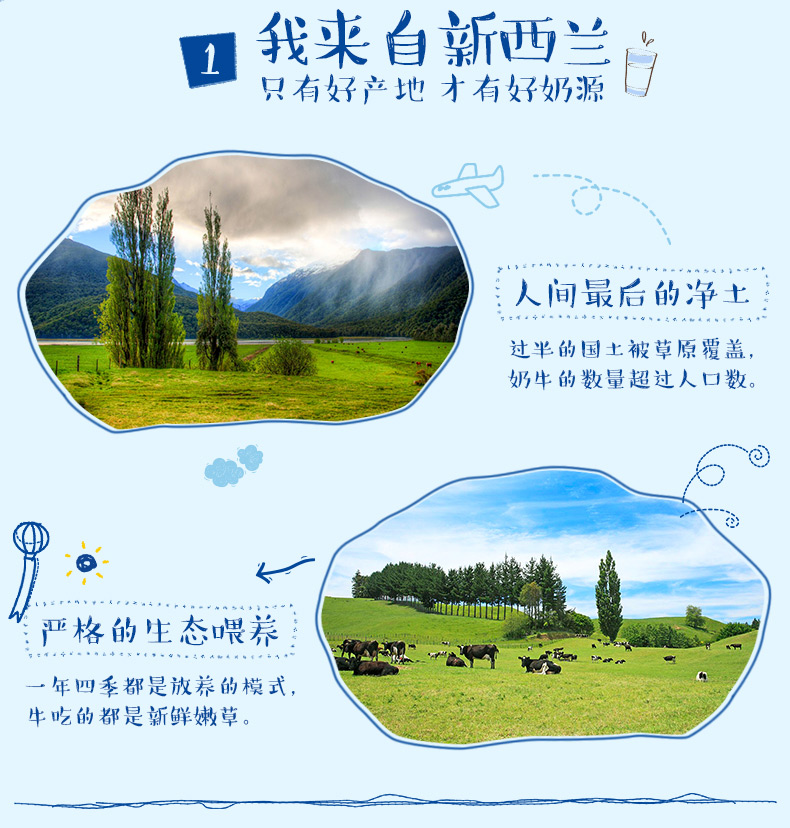 1
我来自新西兰
只有好产地 才有好奶源
人间最后的净土
过半的国土被草原覆盖，
奶牛的数量超过人口数。
严格的生态喂养
一年四季都是放养的模式，
牛吃的都是新鲜嫩草。